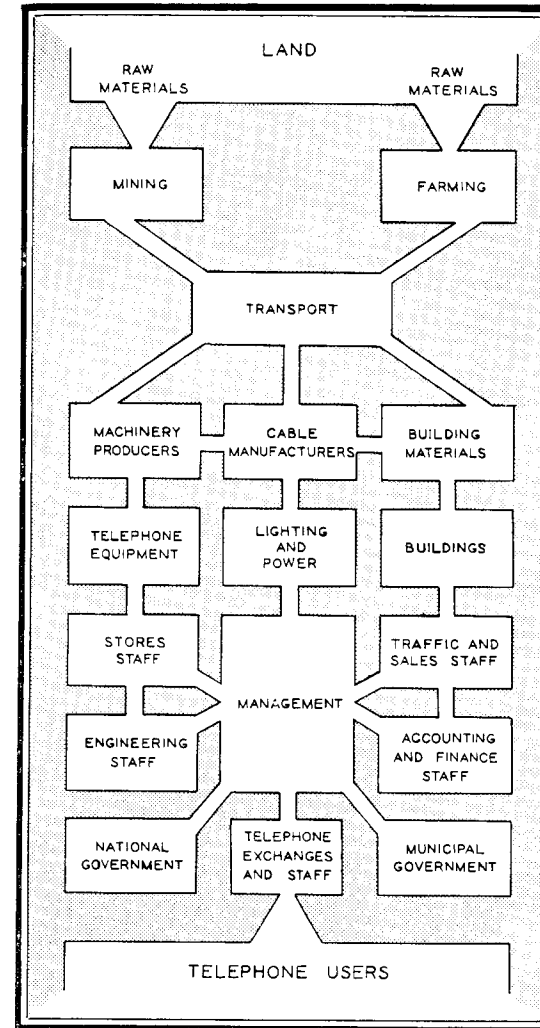 LAND
RAW
MATERIALS
RAW
MATERIALS
MINING
FARMING
TRANSPORT
MACHINERY
PRODUCERS
CABLE
MANUFACTURERS
BUILDING
MATERIALS
TELEPHONE
EQUIPMENT
LIGHTING
AND
POWER
BUILDINGS
STORES
STAFF
TRAFFIC AND
SALES STAFF
MANAGEMENT
ENGINEERING
STAFF
ACCOUNTING
AND FINANCE
STAFF
NATIONAL
GOVERNMENT
TELEPHONE
EXCHANGES
AND STAFF
MUNICIPAL
GOVERNMENT
TELEPHONE USERS